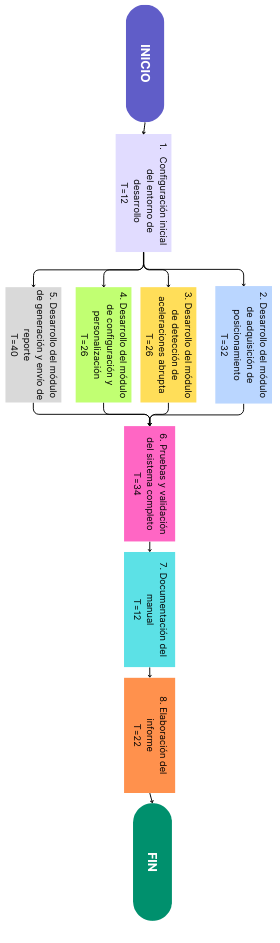 INICIO
1. Configuración inicial
del entorno de
desarrollo
T=12
2. Desarrollo del módulo
de adquisición de
posicionamiento
T=32
3. Desarrollo del módulo
de detección de
aceleraciones abrupta
T=26
4. Desarrollo del módulo
de configuración y
personalización
T=26
5. Desarrollo del módulo
de generación y envío de
reporte
T=40
6. Pruebas y validación
del sistema completo
T=34
7. Documentación del
manual
T=12
8. Elaboración del
informe
T=22
FIN